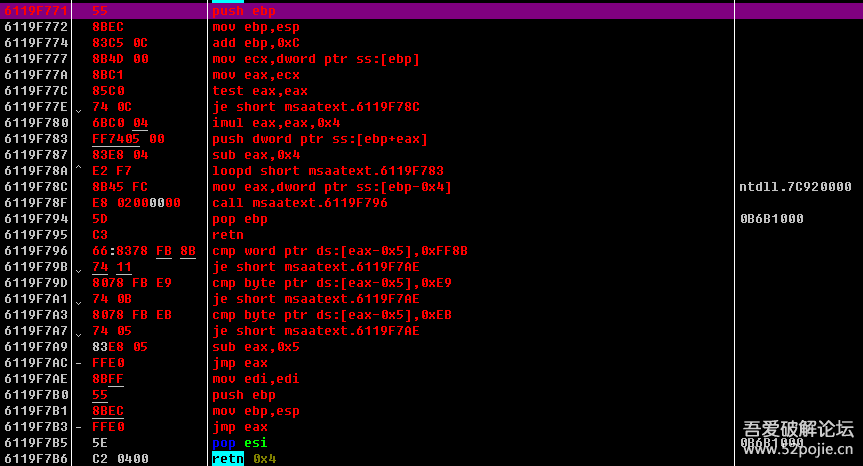 6119F771 55 push ebp
6119F772 8BEC mov ebp,esp
6119F774 83C5 0C add ebp,0xC
6119F777 8B4D 00 mov ecx,dword ptr ss:[ebp]
6119F77A 8BC1 mov eax,ecx
6119F77C 85C0 test eax,eax
6119F77E 74 0C je short msaatext.6119F78C
6119F780 6BC0 04 imul eax,eax,0x4
6119F783 FF7405 00 push dword ptr ss:[ebp+eax]
6119F787 83E8 04 sub eax,0x4
6119F78A ^ E2 F7 loopd short msaatext.6119F783
6119F78C 8B45 FC mov eax,dword ptr ss:[ebp-0x4] ntdll.7C920000
6119F78F E8 02000000 call msaatext.6119F796
6119F794 5D pop ebp 0B6B1000
6119F795 C3 retn
6119F796 66:8378 FB 8B cmp word ptr ds:[eax-0x5],0xFF8B
6119F79B 74 11 je short msaatext.6119F7AE
6119F79D 8078 FB E9 cmp byte ptr ds:[eax-0x5],0xE9
6119F7A1 74 0B je short msaatext.6119F7AE
6119F7A3 8078 FB EB cmp byte ptr ds:[eax-0x5],0xEB
6119F7A7 74 05 je short msaatext.6119F7AE
6119F7A9 83E8 05 sub eax,0x5
6119F7AC - FFE0 jmp eax
6119F7AE 8BFF mov edi,edi
6119F7B0 55 push ebp
6119F7B1 8BEC mov ebp,esp
6119F7B3 - FFE0 jmp eax
6119F7B5 5E pop esi 0B6B1000
6119F7B6 C2 0400 retn 0x4
吾爱破解论坛
www.52pojie.cn